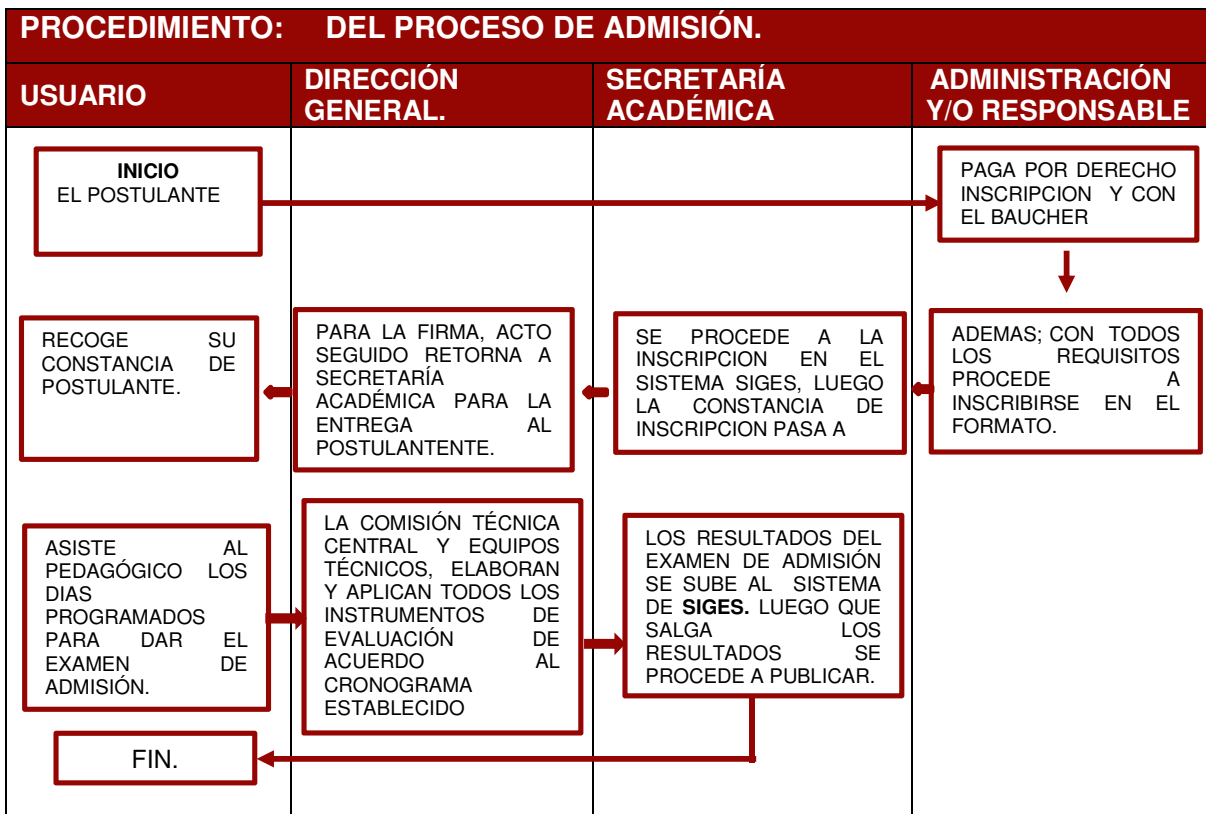 PROCEDIMIENTO: DEL PROCESO DE ADMISIÓN.
USUARIO
DIRECCIÓN
GENERAL.
SECRETARÍA
ACADÉMICA
ADMINISTRACIÓN
Y/O RESPONSABLE
INICIO
EL POSTULANTE
PAGA POR DERECHO
INSCRIPCION Y CON
EL BAUCHER
ADEMAS; CON TODOS
LOS REQUISITOS
PROCEDE A
INSCRIBIRSE EN EL
FORMATO.
SE PROCEDE A LA
INSCRIPCION EN EL
SISTEMA SIGES, LUEGO
LA CONSTANCIA DE
INSCRIPCION PASA A
PARA LA FIRMA, ACTO
SEGUIDO RETORNA A
SECRETARÍA
ACADÉMICA PARA LA
ENTREGA AL
POSTULANTENTE.
RECOGE SU
CONSTANCIA DE
POSTULANTE.
ASISTE AL
PEDAGÓGICO LOS
DIAS
PROGRAMADOS
PARA DAR EL
EXAMEN DE
ADMISIÓN.
LA COMISIÓN TÉCNICA
CENTRAL Y EQUIPOS
TÉCNICOS, ELABORAN
Y APLICAN TODOS LOS
INSTRUMENTOS DE
EVALUACIÓN DE
ACUERDO AL
CRONOGRAMA
ESTABLECIDO
LOS RESULTADOS DEL
EXAMEN DE ADMISIÓN
SE SUBE AL SISTEMA
DE SIGES. LUEGO QUE
SALGA LOS
RESULTADOS SE
PROCEDE A PUBLICAR.
FIN.